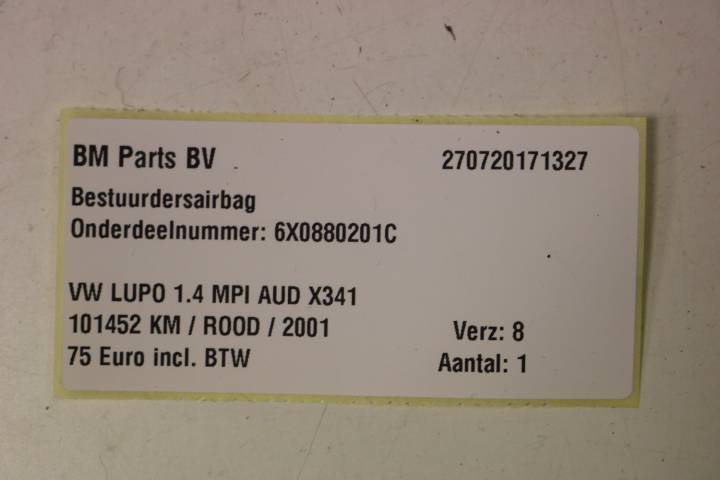 BM Parts BV 270720171327
Bestuurdersairbag
Onderdeelnummer: 6X0880201C
VW LUPO 1.4 MPI AUD X341
101452 KM / ROOD / 2001 Verz: 8
75 Euro incl. BTW Aantal: 1